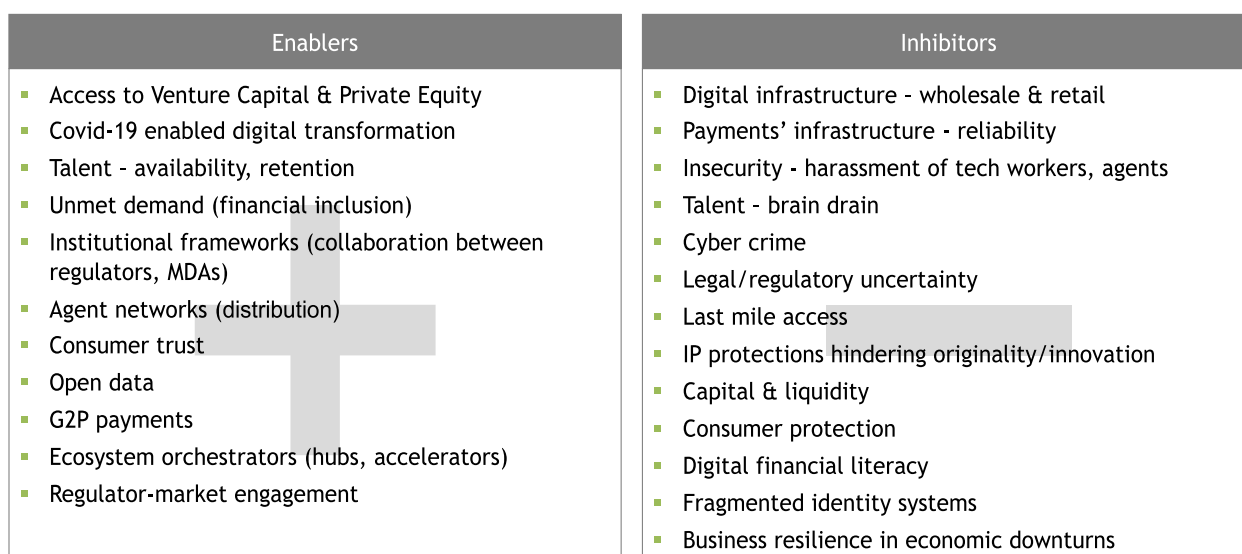 Enablers
Access to Venture Capital & Private Equity
Covid-19 enabled digital transformation
Talent – availability, retention
Unmet demand (financial inclusion)
Institutional frameworks (collaboration between
regulators, MDAs)
Agent networks (distribution)
Consumer trust
Open data
G2P payments
Ecosystem orchestrators (hubs, accelerators)
Regulator-market engagement
Inhibitors
Digital infrastructure – wholesale & retail
Payments’ infrastructure - reliability
Insecurity - harassment of tech workers, agents
Talent – brain drain
Cyber crime
Legal/regulatory uncertainty
Last mile access
IP protections hindering originality/innovation
Capital & liquidity
Consumer protection
Digital financial literacy
Fragmented identity systems
Business resilience in economic downturns